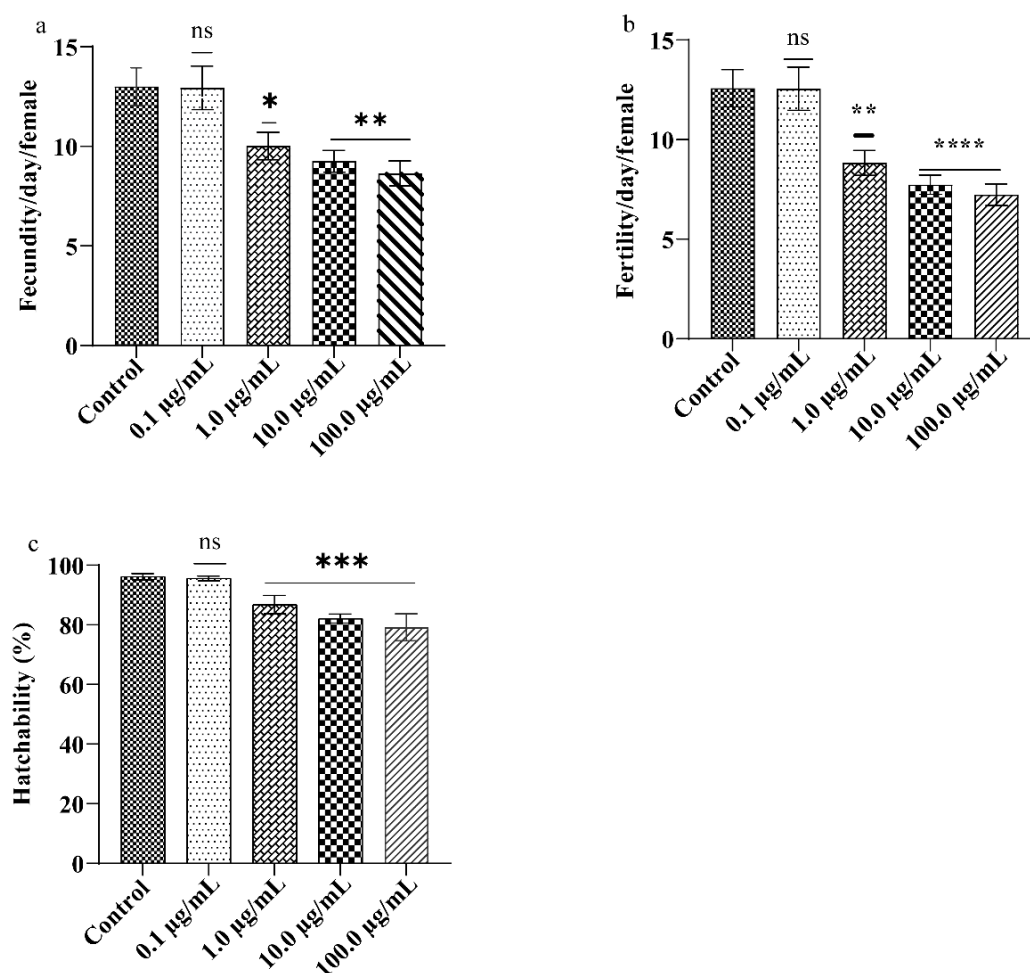 a
Fecundity/day/female
15
10
5
0
ns
*
**
Control
0.1 µg/mL
1.0 µg/mL
10.0 µg/mL
100.0 µg/mL
b
Fertility/day/female
15
10
5
0
ns
**
****
Control
0.1 µg/mL
1.0 µg/mL
10.0 µg/mL
100.0 µg/mL
c
Hatchability (%)
100
80
60
40
20
0
ns
***
Control
0.1 µg/mL
1.0 µg/mL
10.0 µg/mL
100.0 µg/mL